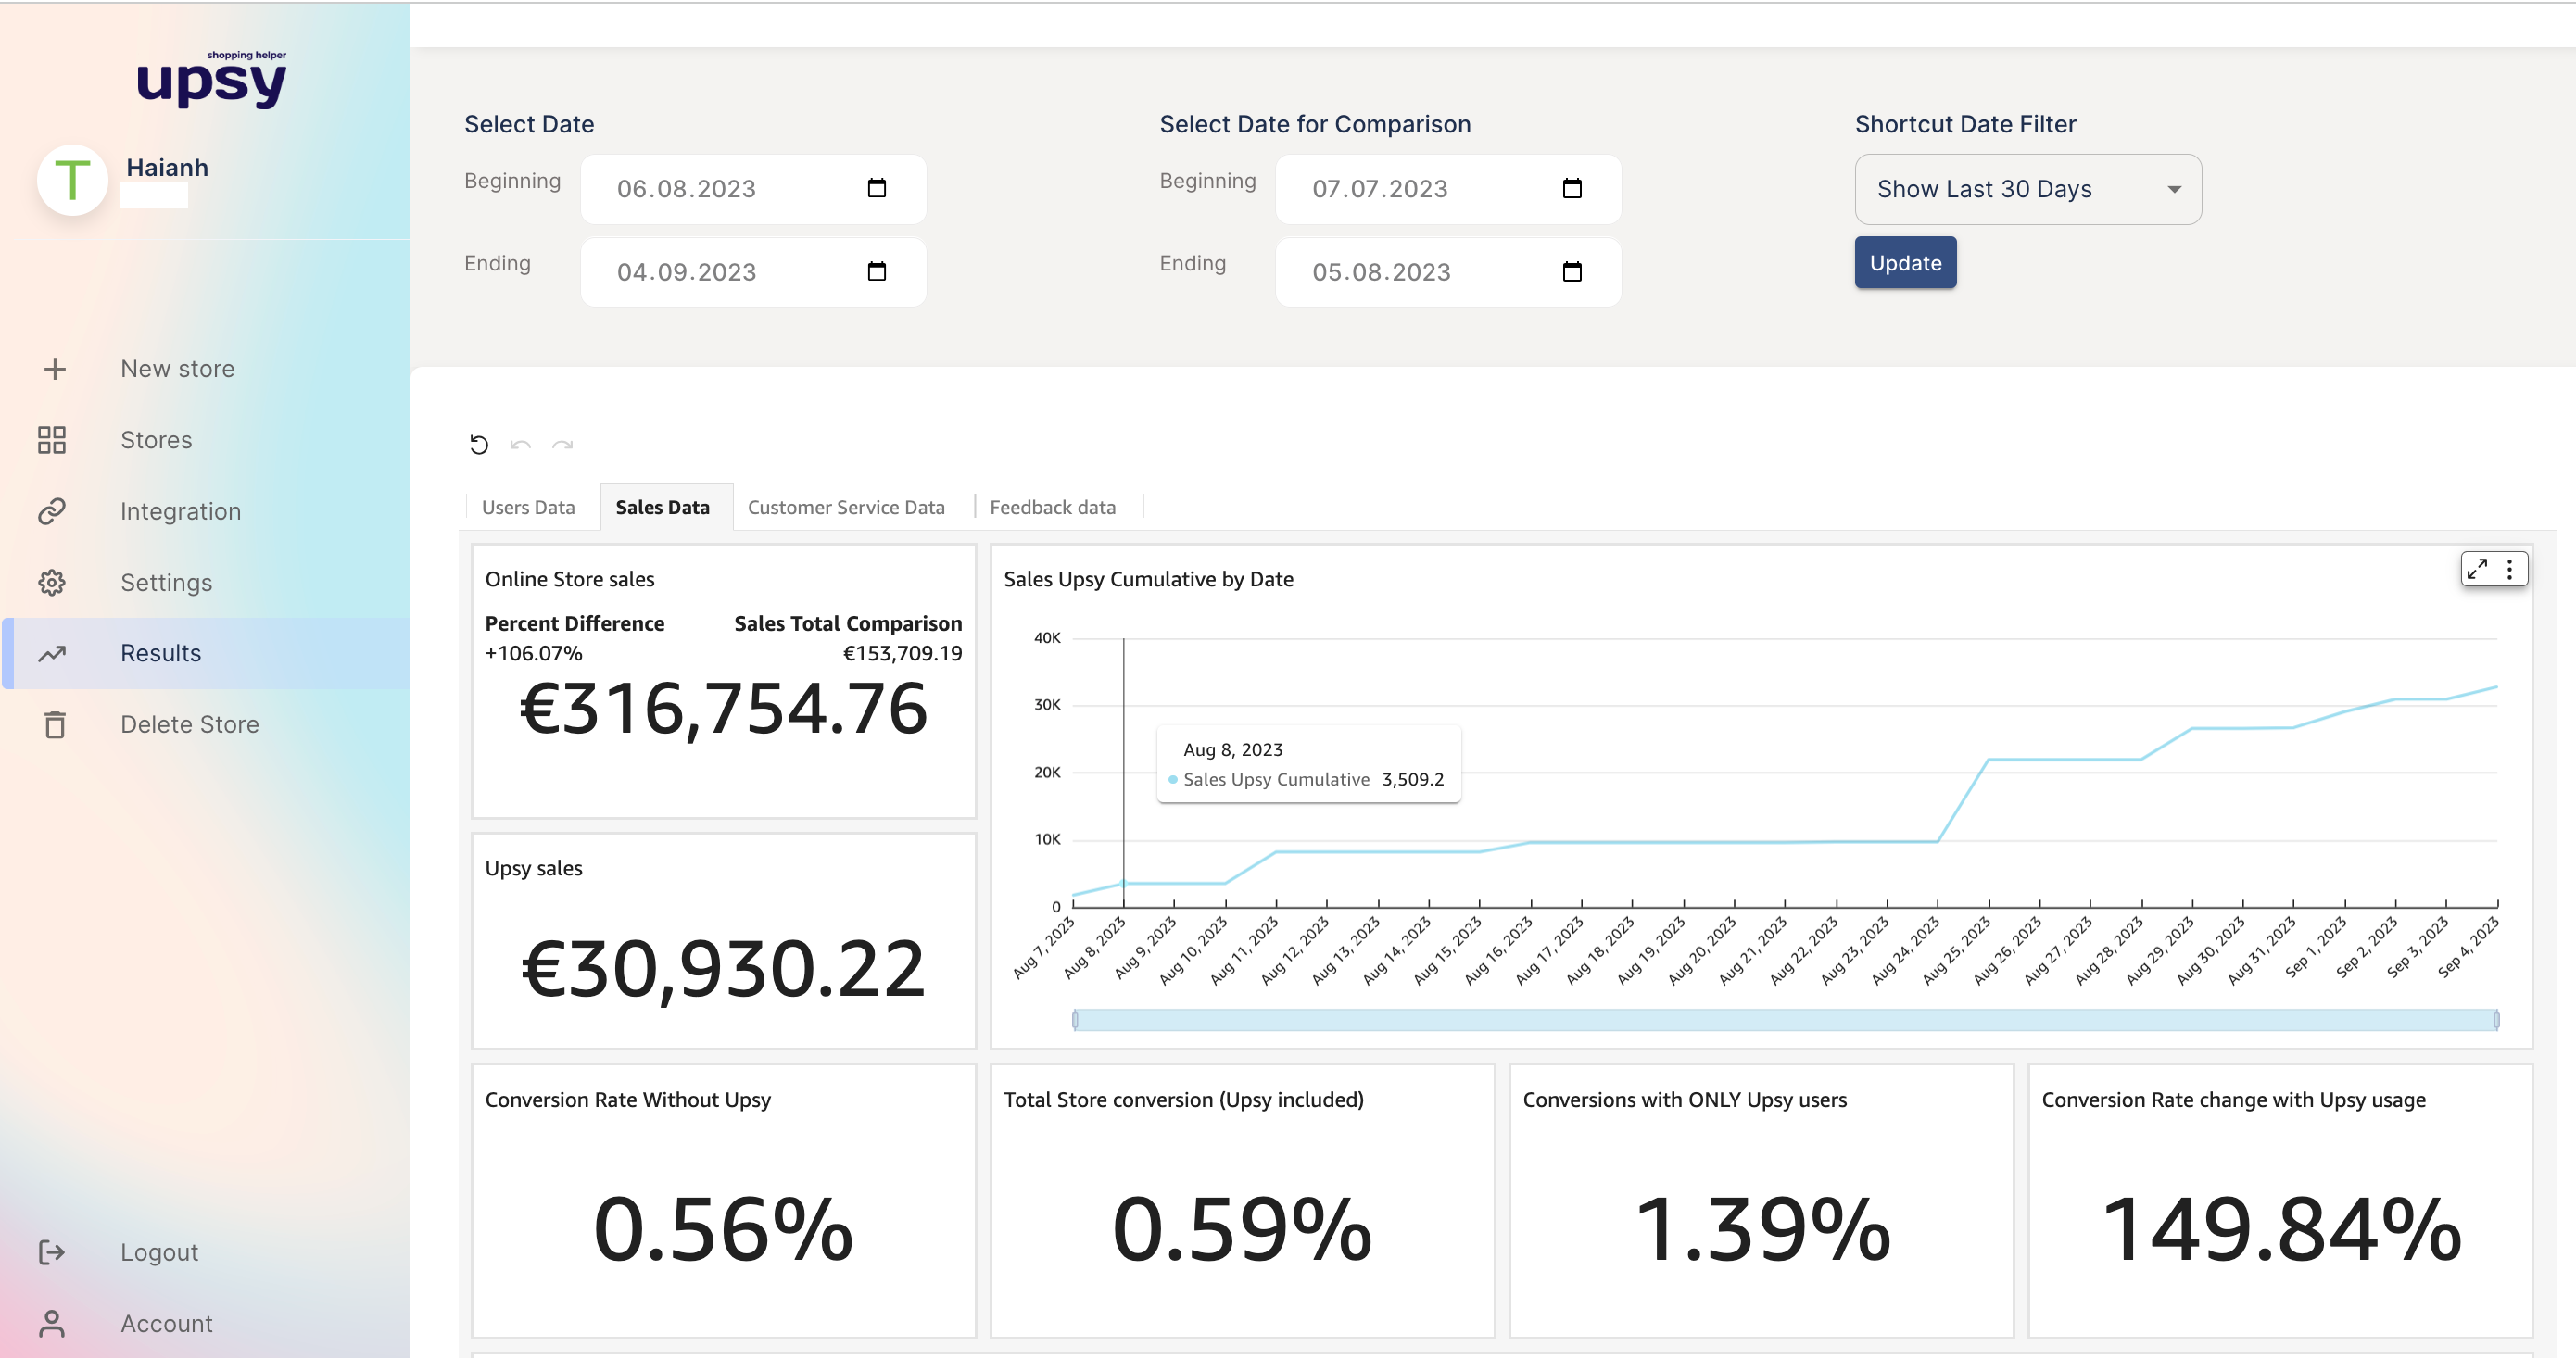 shopping helper
upsy
T
Haianh
New store
Stores
Integration
Settings
Results
Delete Store
Logout
Account
Select Date
Beginning 06.08.2023
Ending 04.09.2023
Select Date for Comparison
Beginning 07.07.2023
Ending 05.08.2023
Shortcut Date Filter
Show Last 30 Days
Update
Users Data Sales Data Customer Service Data Feedback data
Online Store sales
Percent Difference Sales Total Comparison
+106.07% €153,709.19
€316,754.76
Upsy sales
€30,930.22
Sales Upsy Cumulative by Date
40K
30K
20K
10K
0
Aug 8, 2023
Sales Upsy Cumulative 3,509.2
Aug 7, 2023 Aug 8, 2023 Aug 9, 2023 Aug 10, 2023 Aug 11, 2023 Aug 12, 2023 Aug 13, 2023 Aug 14, 2023 Aug 15, 2023 Aug 16, 2023 Aug 17, 2023 Aug 18, 2023 Aug 19, 2023 Aug 20, 2023 Aug 21, 2023 Aug 22, 2023 Aug 23, 2023 Aug 24, 2023 Aug 25, 2023 Aug 26, 2023 Aug 27, 2023 Aug 28, 2023 Aug 29, 2023 Aug 30, 2023 Aug 31, 2023 Sep 1, 2023 Sep 2, 2023 Sep 3, 2023 Sep 4, 2023
Conversion Rate Without Upsy
0.56%
Total Store conversion (Upsy included)
0.59%
Conversions with ONLY Upsy users
1.39%
Conversion Rate change with Upsy usage
149.84%